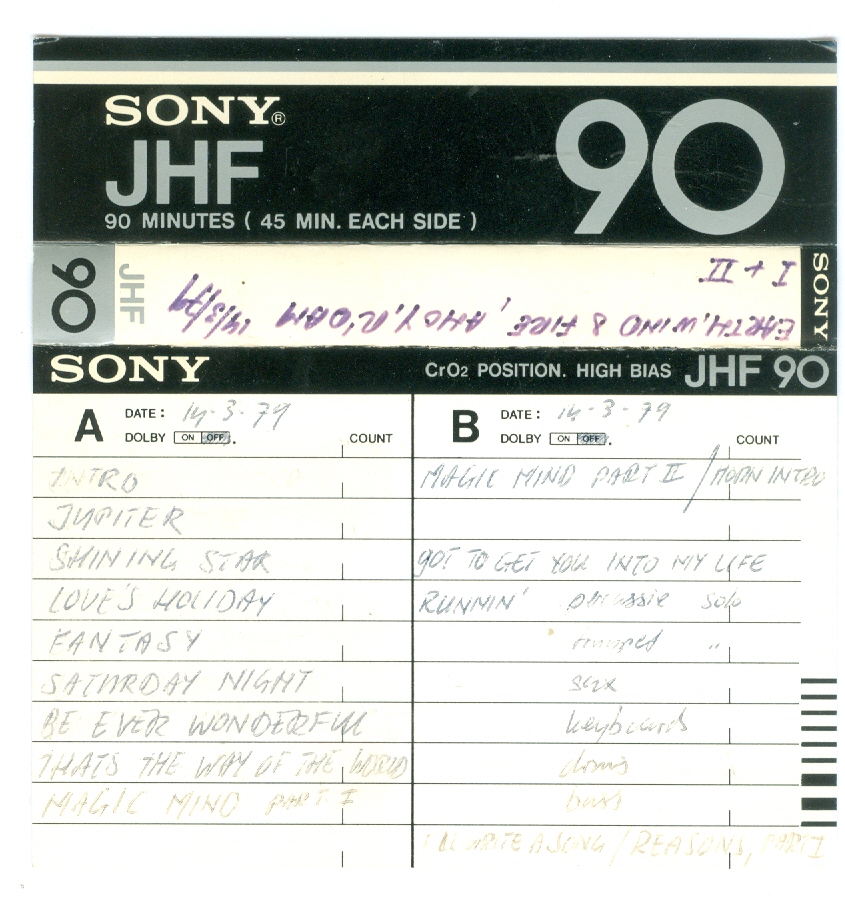 SONY®
JHF
90
90 MINUTES ( 45 MIN. EACH SIDE )
90
JHF
EARTH, WIND & FIRE, AHOY, R'DAM 14/3/79
I + II
SONY
SONY
CrO2 POSITION. HIGH BIAS JHF 90
A
DATE: 14-3-79
DOLBY ON OFF.
COUNT
INTRO
JUPITER
SHINING STAR
LOVE'S HOLIDAY
FANTASY
SATURDAY NIGHT
BE EVER WONDERFUL
THATS THE WAY OF THE WORLD
MAGIC MIND PART I
B
DATE: 14-3-79
DOLBY ON OFF.
COUNT
MAGIC MIND PART II / HORN INTRO
GOT TO GET YOU INTO MY LIFE
RUNNIN' percussie solo
trompet "
sax
keyboards
drums
bass
I'LL WRITE A SONG / REASONS, PART I